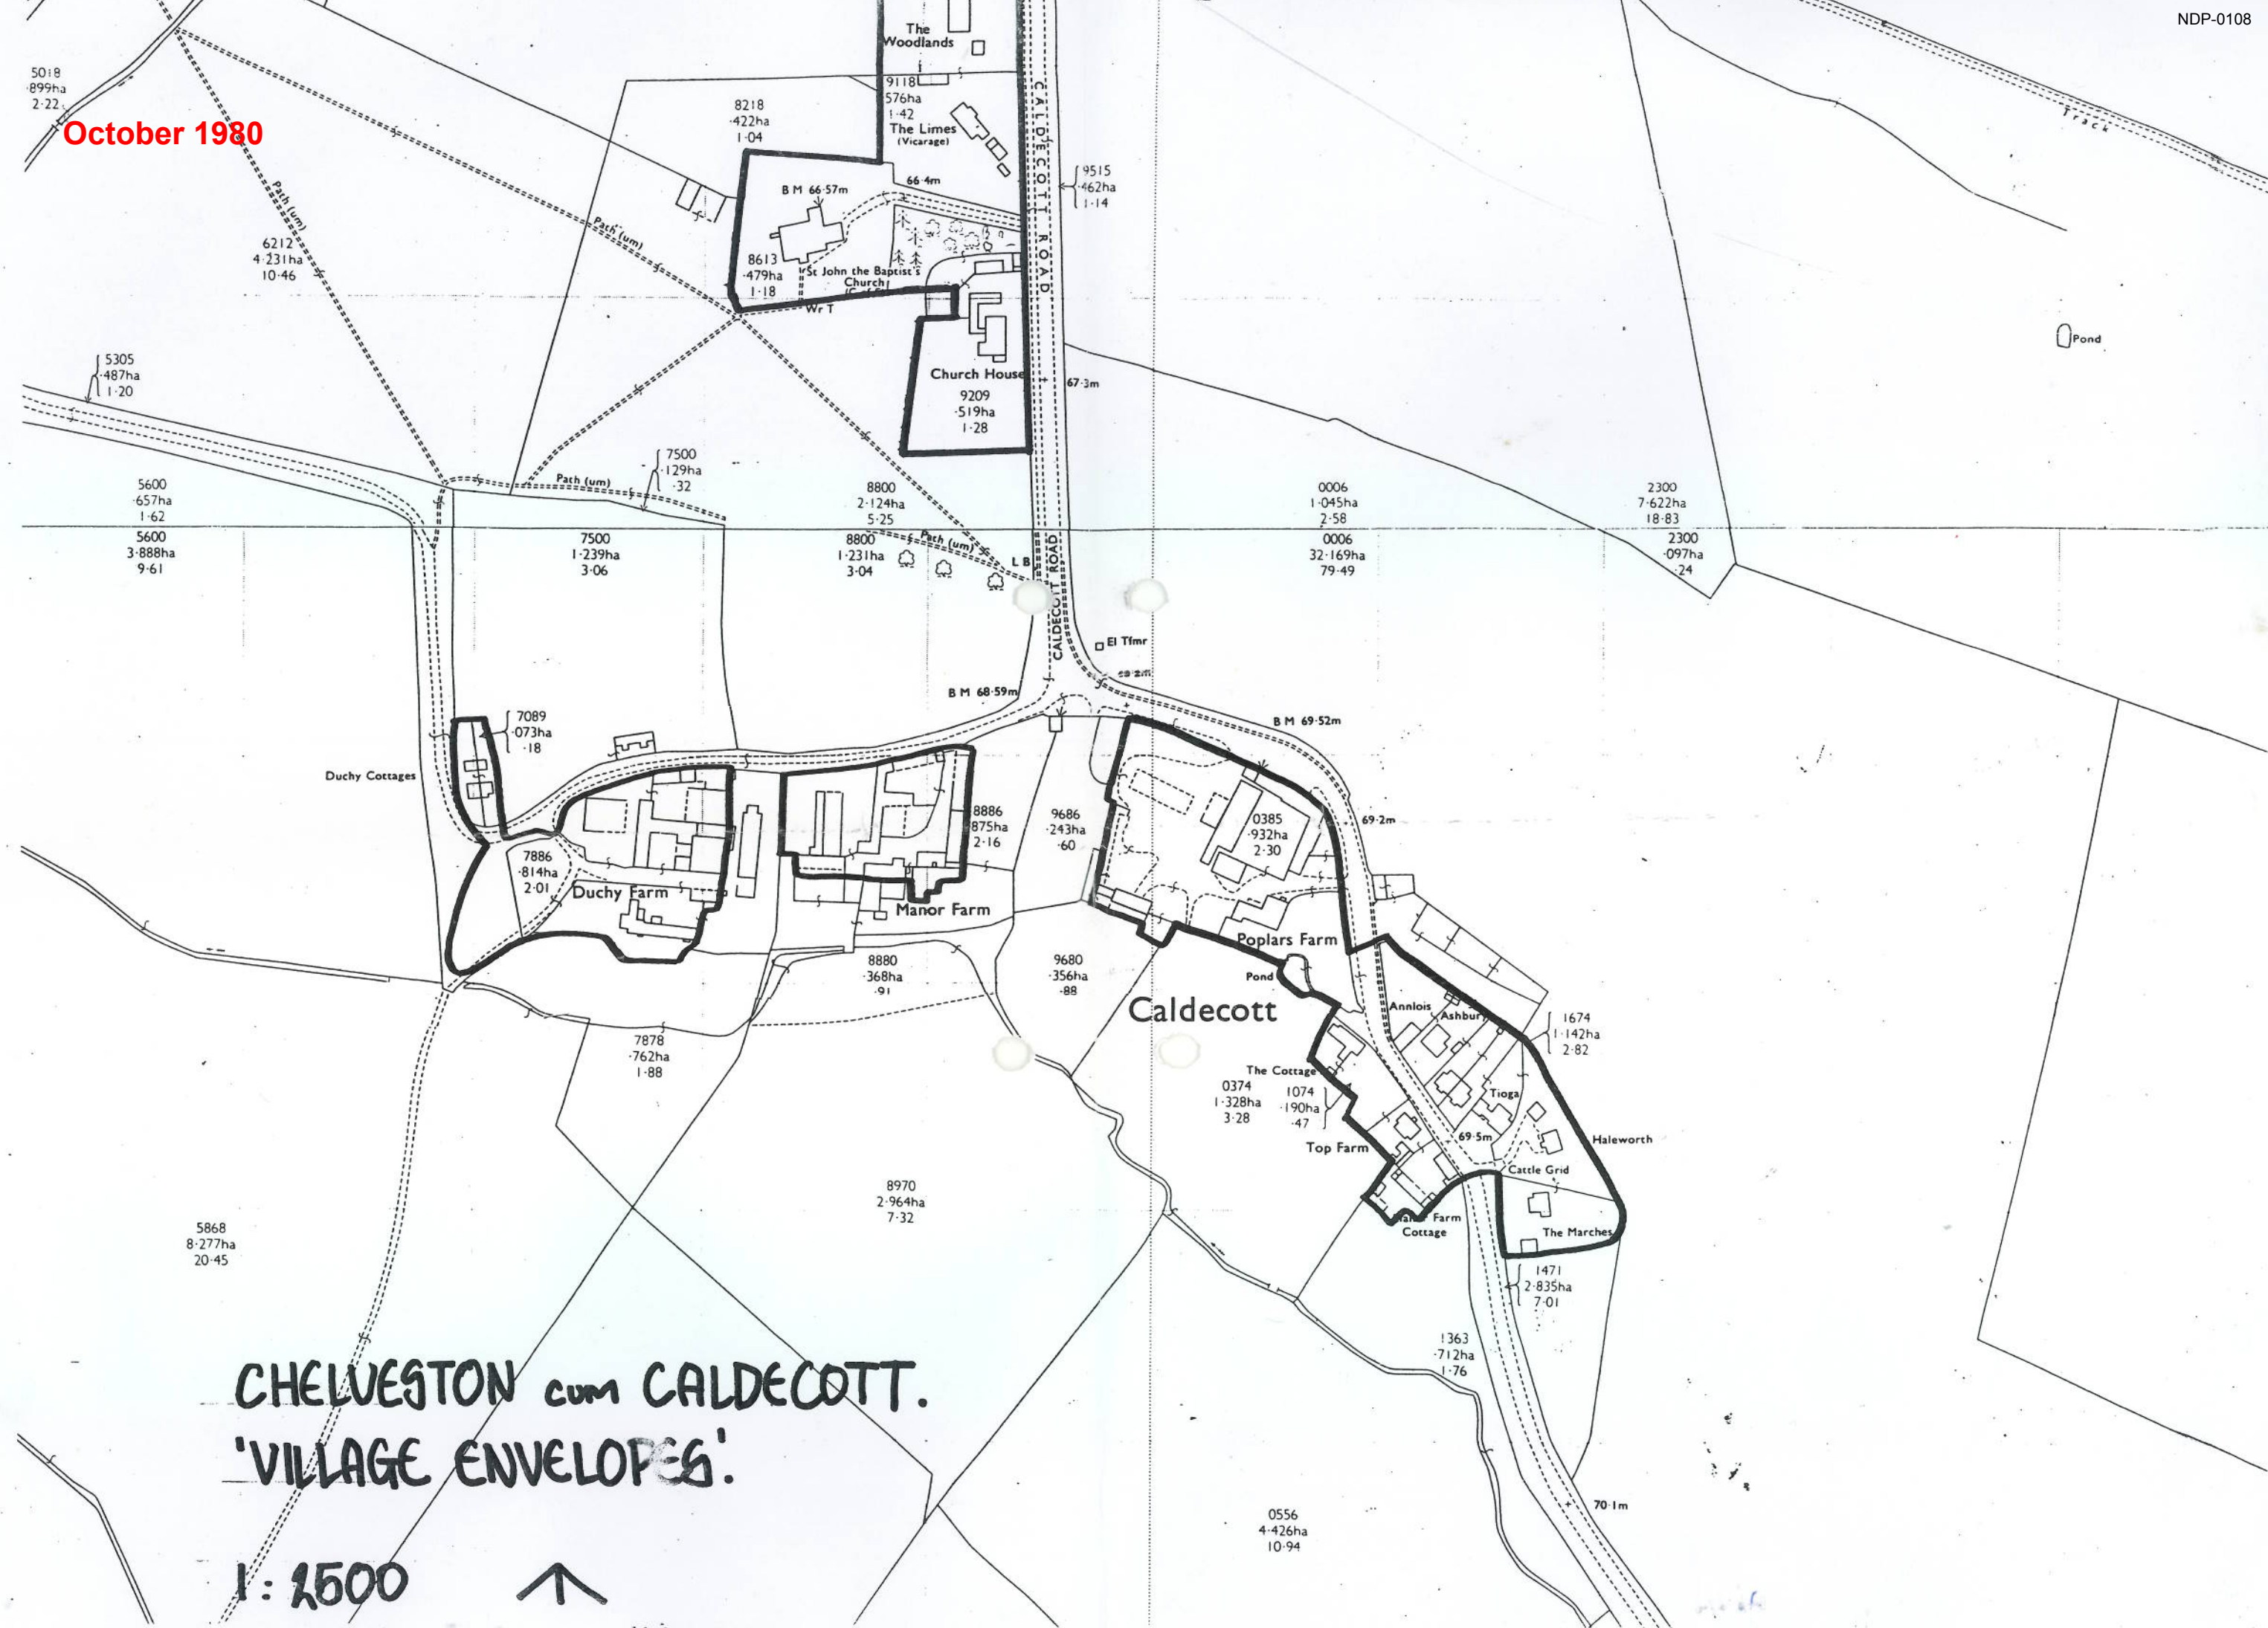 NDP-0108
The
Woodlands
5018
·899ha
2·22
October 1980
9118
·576ha
1·42
The Limes
(Vicarage)
8218
·422ha
1·04
CALDECOTT ROAD
Track
9515
·462ha
1·14
66·4m
B M 66·57m
Path (um)
Path (um)
6212
4·231ha
10·46
8613
·479ha
1·18
St John the Baptist's
Church
Wr T
Pond
5305
·487ha
1·20
Church House
67·3m
9209
·519ha
1·28
7500
·129ha
·32
Path (um)
5600
·657ha
1·62
8800
2·124ha
5·25
0006
1·045ha
2·58
2300
7·622ha
18·83
5600
3·888ha
9·61
7500
1·239ha
3·06
8800
1·231ha
3·04
Path (um)
L B
CALDECOTT ROAD
0006
32·169ha
79·49
2300
·097ha
·24
El Tfmr
B M 68·59m
7089
·073ha
·18
B M 69·52m
Duchy Cottages
8886
·875ha
2·16
9686
·243ha
·60
0385
·932ha
2·30
69·2m
7886
·814ha
2·01
Duchy Farm
Manor Farm
Poplars Farm
8880
·368ha
·91
9680
·356ha
·88
Pond
Caldecott
Annlois
Ashbury
1674
1·142ha
2·82
7878
·762ha
1·88
The Cottage
0374
1·328ha
3·28
1074
·190ha
·47
Tioga
Top Farm
69·5m
Haleworth
Cattle Grid
8970
2·964ha
7·32
Farm
Cottage
The Marches
5868
8·277ha
20·45
1471
2·835ha
7·01
1363
·712ha
1·76
CHELVESTON cum CALDECOTT.
'VILLAGE ENVELOPES'.
70·1m
0556
4·426ha
10·94
1:2500